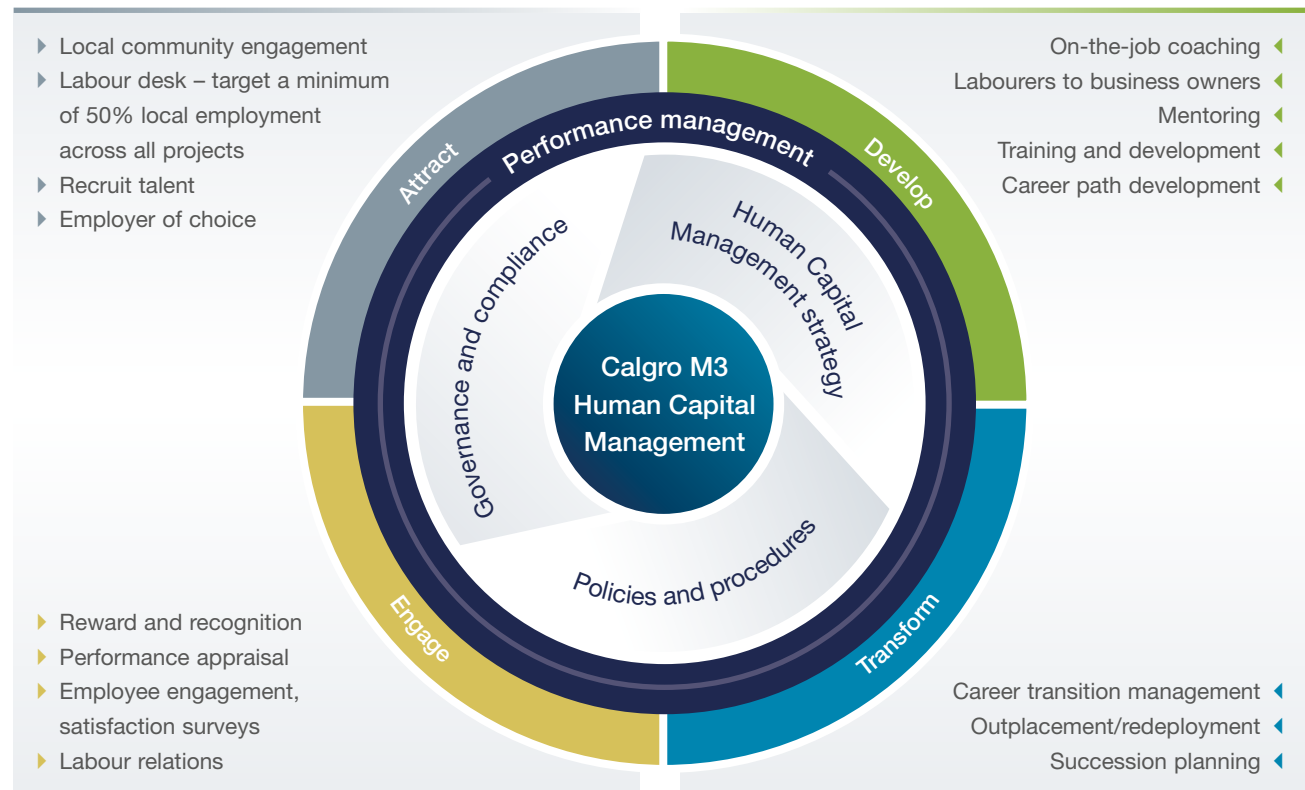 Local community engagement
Labour desk – target a minimum
of 50% local employment
across all projects
Recruit talent
Employer of choice
On-the-job coaching
Labourers to business owners
Mentoring
Training and development
Career path development
Attract
Performance management
Develop
Governance and compliance
Human Capital
Management strategy
Calgro M3
Human Capital
Management
Policies and procedures
Engage
Transform
Reward and recognition
Performance appraisal
Employee engagement,
satisfaction surveys
Labour relations
Career transition management
Outplacement/redeployment
Succession planning